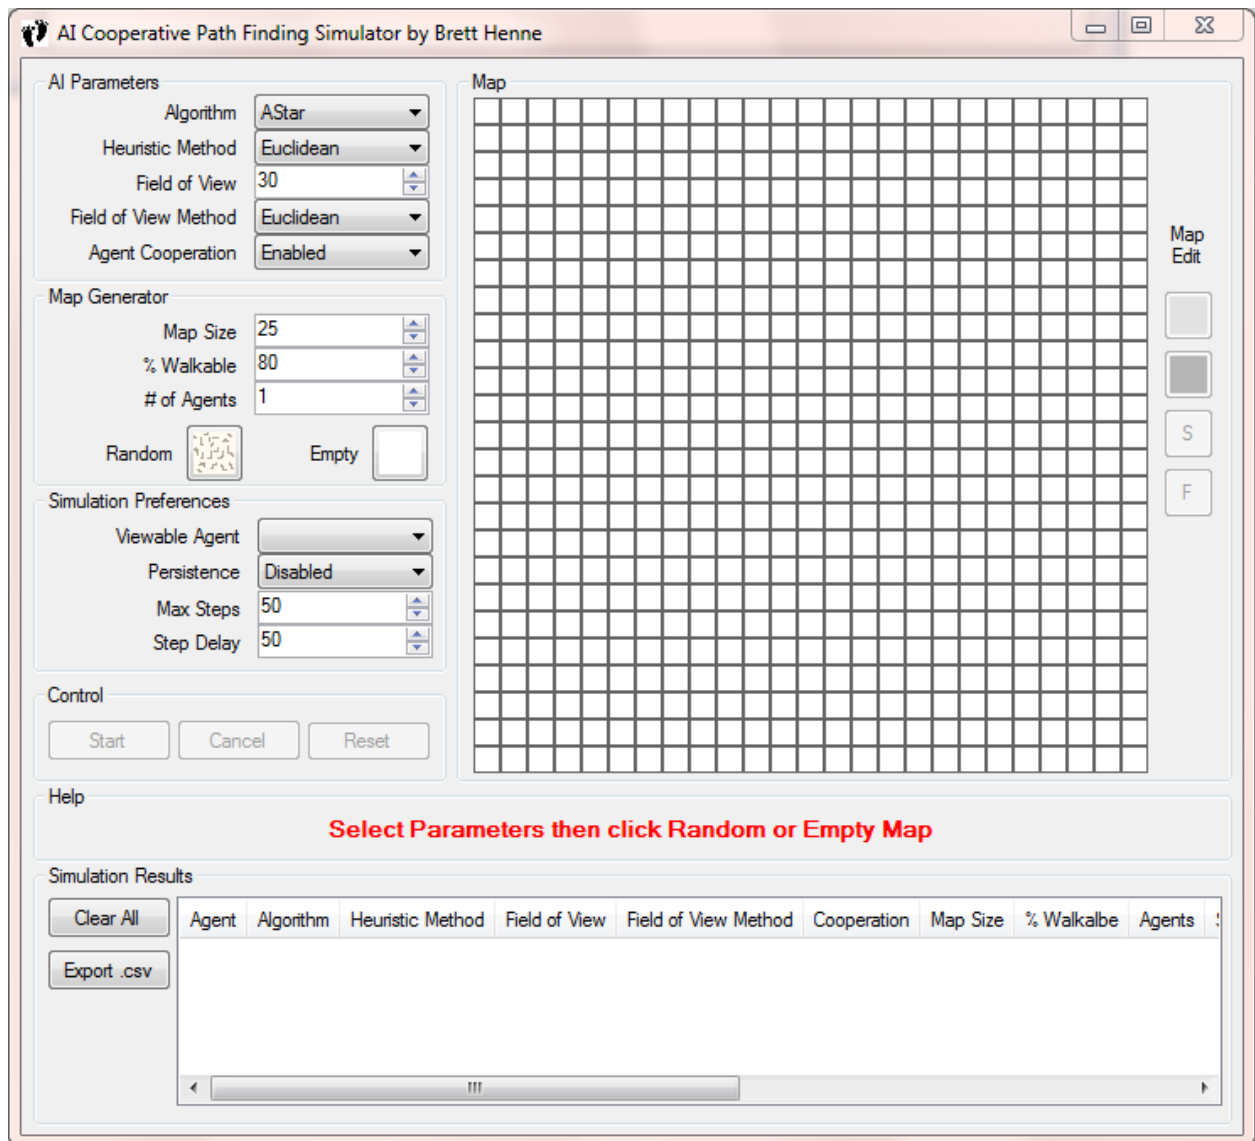 AI Cooperative Path Finding Simulator by Brett Henne
AI Parameters
Algorithm AStar
Heuristic Method Euclidean
Field of View 30
Field of View Method Euclidean
Agent Cooperation Enabled
Map Generator
Map Size 25
% Walkable 80
# of Agents 1
Random Empty
Simulation Preferences
Viewable Agent
Persistence Disabled
Max Steps 50
Step Delay 50
Control
Start Cancel Reset
Map
Map
Edit
S
F
Help
Select Parameters then click Random or Empty Map
Simulation Results
Clear All
Export .csv
Agent Algorithm Heuristic Method Field of View Field of View Method Cooperation Map Size % Walkalbe Agents